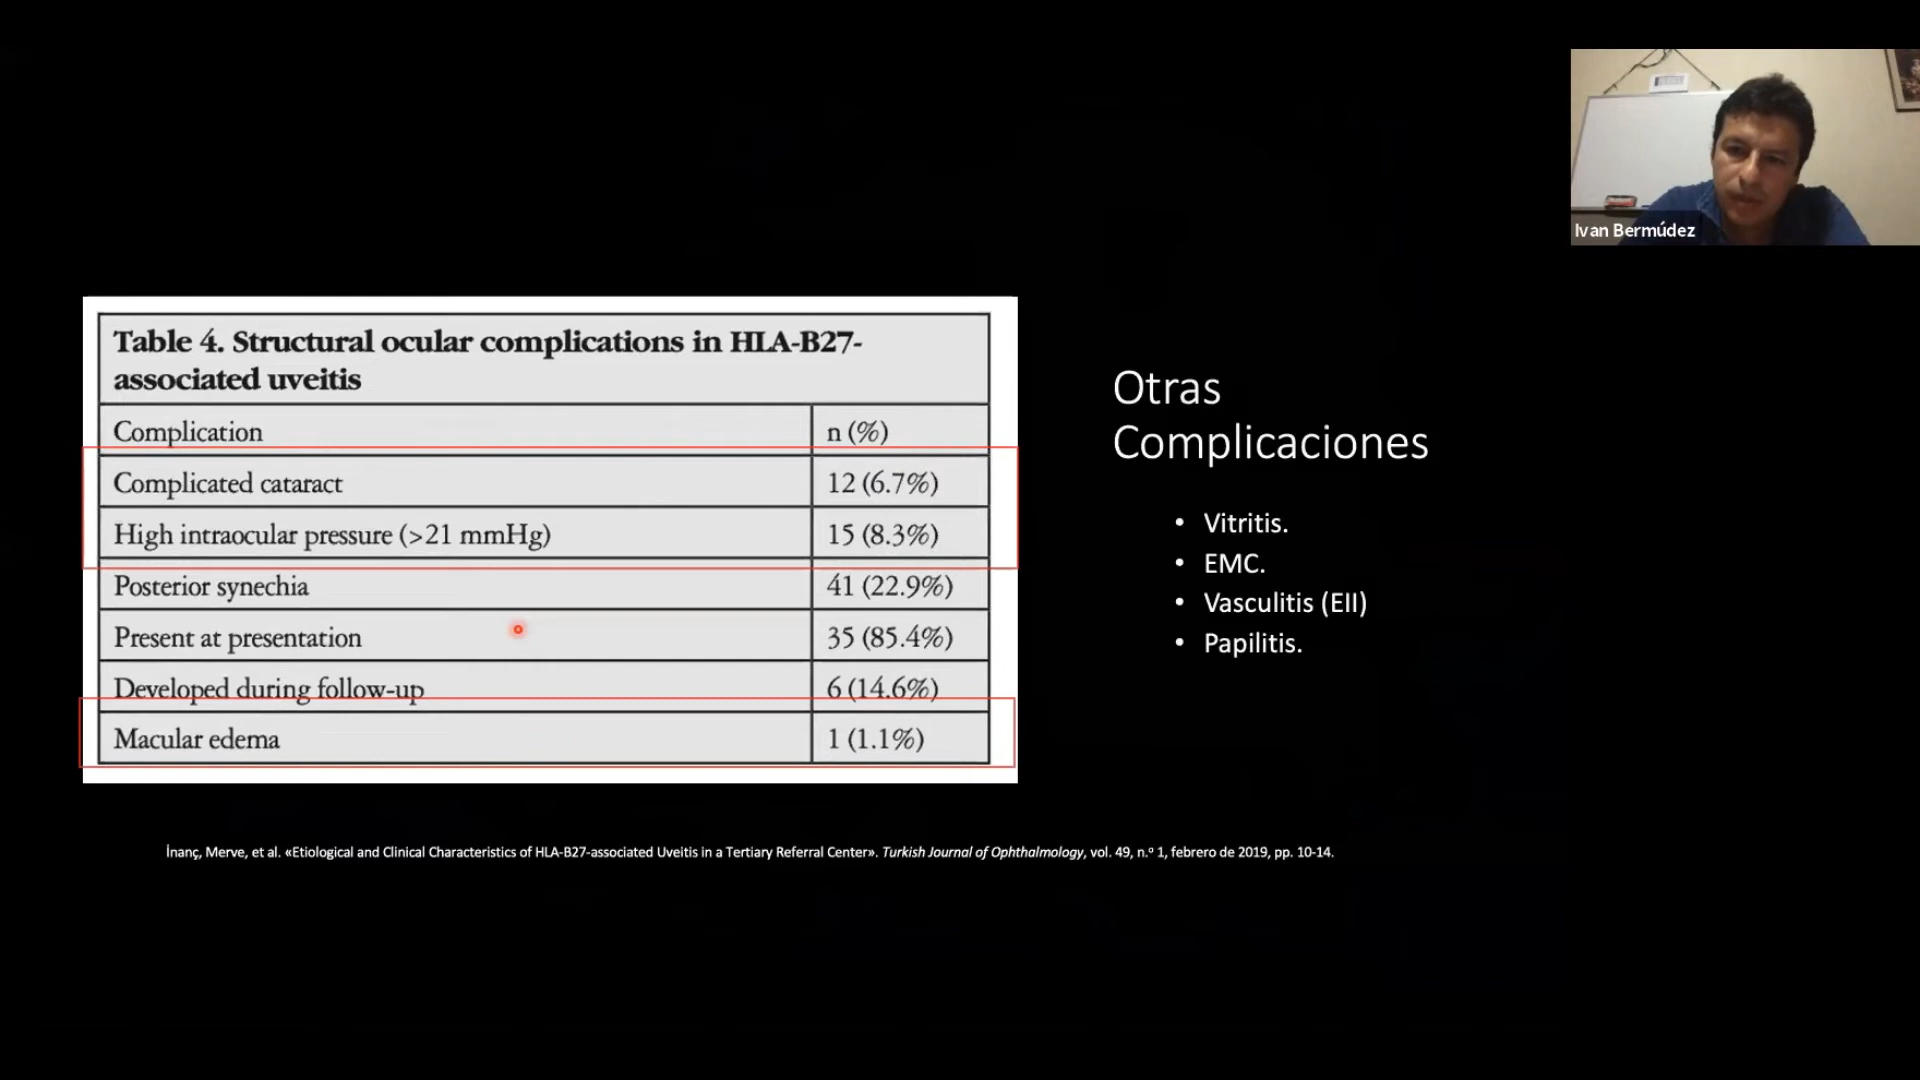 Ivan Bermúdez
Table 4. Structural ocular complications in HLA-B27-
associated uveitis
Complication n (%)
Complicated cataract 12 (6.7%)
High intraocular pressure (>21 mmHg) 15 (8.3%)
Posterior synechia 41 (22.9%)
Present at presentation 35 (85.4%)
Developed during follow-up 6 (14.6%)
Macular edema 1 (1.1%)
Otras
Complicaciones
• Vitritis.
• EMC.
• Vasculitis (EII)
• Papilitis.
İnanç, Merve, et al. «Etiological and Clinical Characteristics of HLA-B27-associated Uveitis in a Tertiary Referral Center». Turkish Journal of Ophthalmology, vol. 49, n.º 1, febrero de 2019, pp. 10-14.